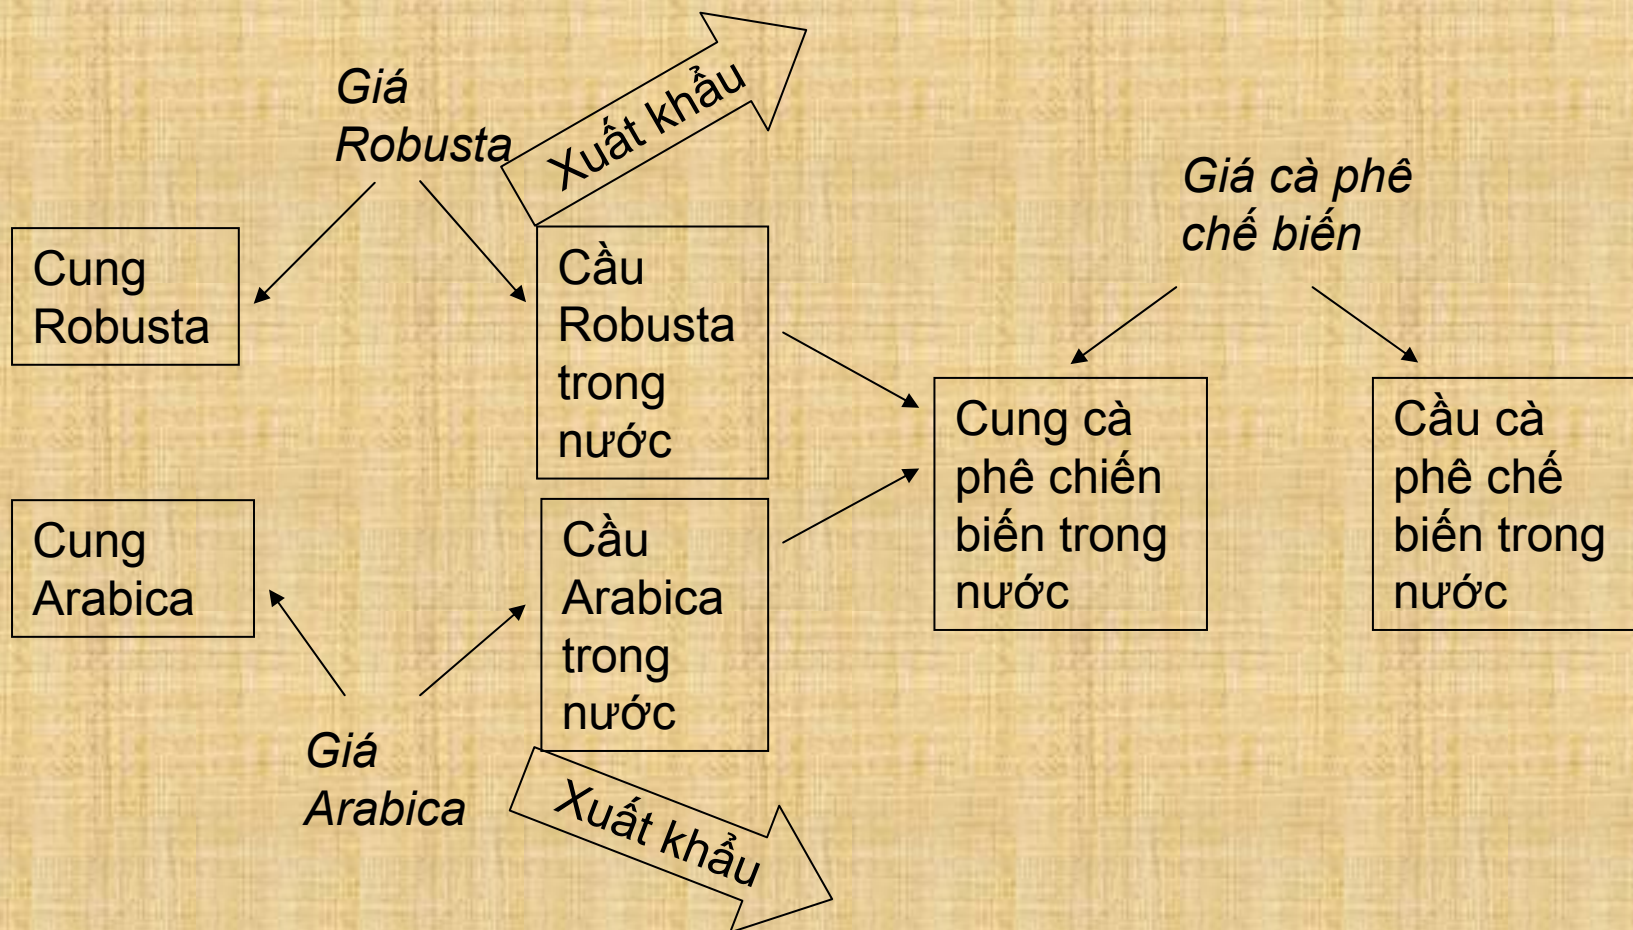 Giá
Robusta
Xuất khẩu
Giá cà phê
chế biến
Cung
Robusta
Cầu
Robusta
trong
nước
Cung cà
phê chiến
biến trong
nước
Cầu cà
phê chế
biến trong
nước
Cung
Arabica
Cầu
Arabica
trong
nước
Giá
Arabica
Xuất khẩu